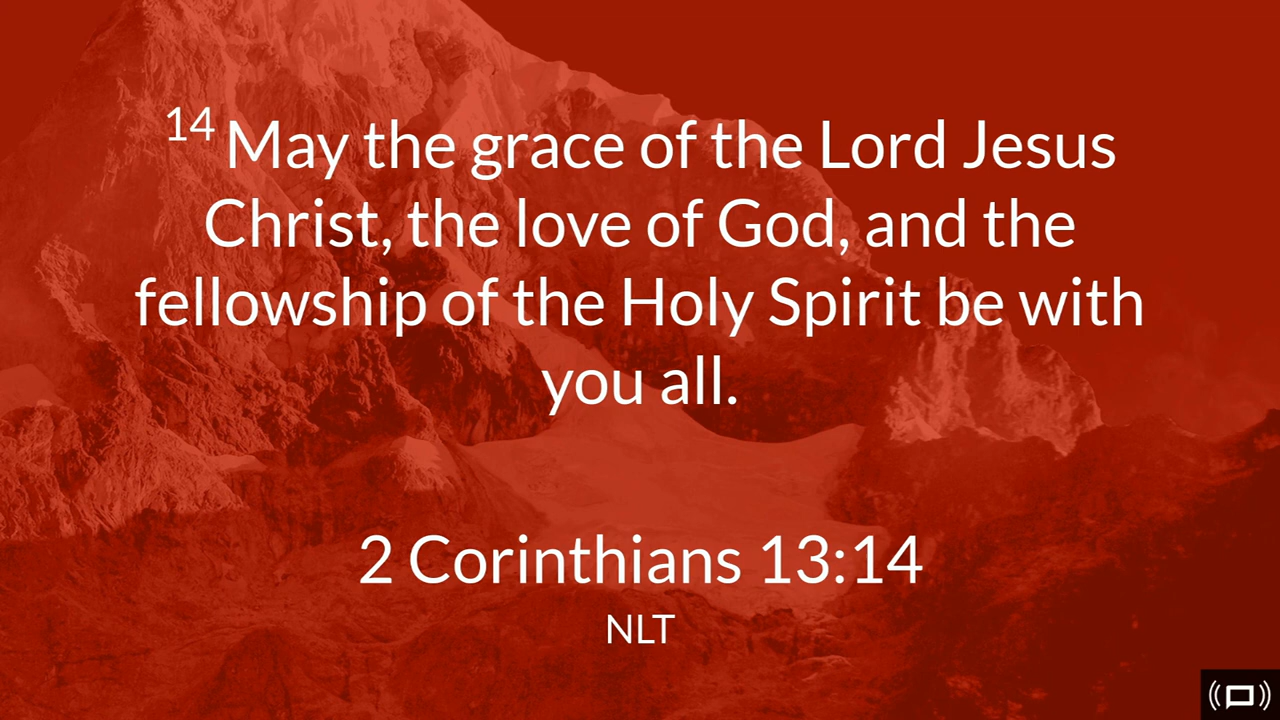 14 May the grace of the Lord Jesus
Christ, the love of God, and the
fellowship of the Holy Spirit be with
you all.
2 Corinthians 13:14
NLT